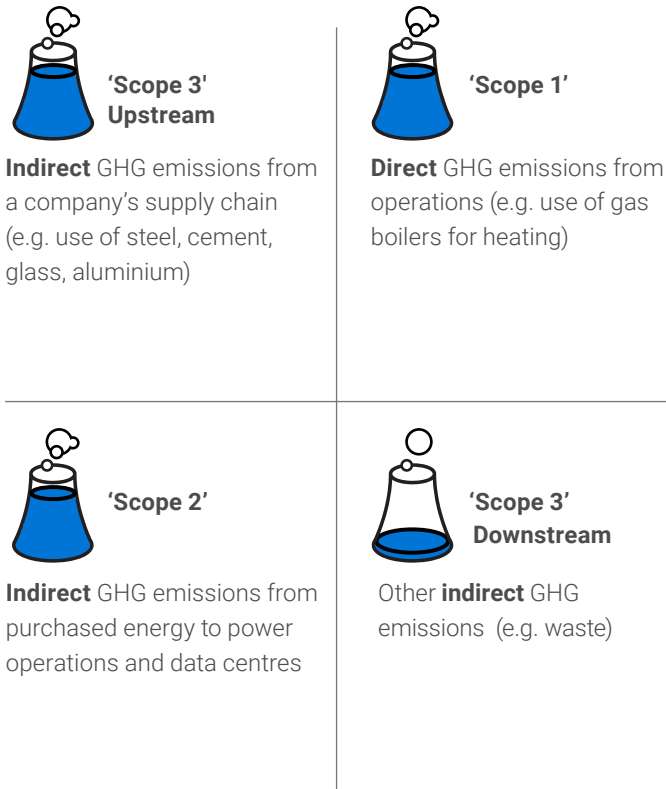 ‘Scope 3'
Upstream
Indirect GHG emissions from
a company’s supply chain
(e.g. use of steel, cement,
glass, aluminium)
‘Scope 1’
Direct GHG emissions from
operations (e.g. use of gas
boilers for heating)
‘Scope 2’
Indirect GHG emissions from
purchased energy to power
operations and data centres
‘Scope 3’
Downstream
Other indirect GHG
emissions (e.g. waste)